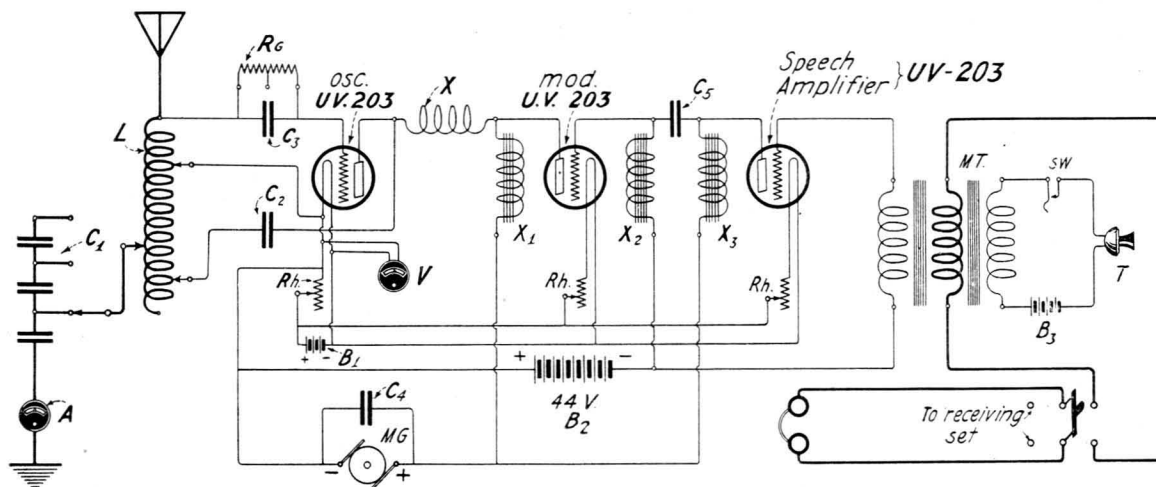 RG
OSC.
UV.203
X
mod.
U.V. 203
C5
Speech
Amplifier } UV-203
L
C3
MT.
SW
C2
C1
X1
X2
X3
V
T
Rh.
Rh.
Rh.
B3
+ - B1
+ -
44 V.
B2
C4
A
MG
- +
To receiving
set